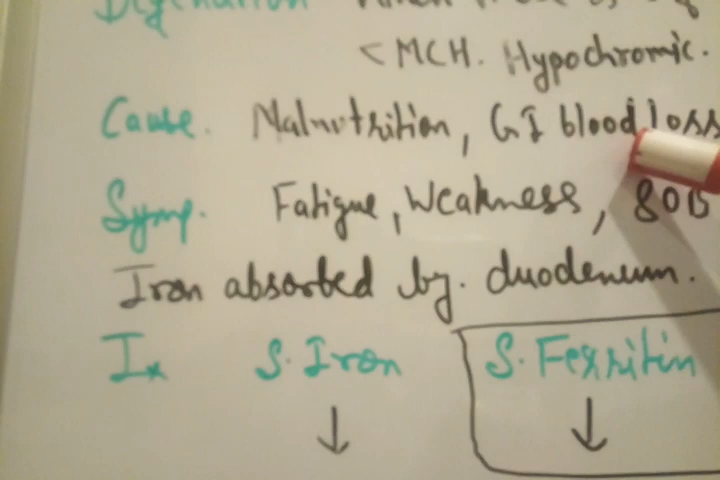 < MCH. Hypochromic.
Cause. Malnutrition, GI blood loss
Symp. Fatigue, Weakness, SOB
Iron absorbed by. duodenum.
Ix S. Iron S. Ferritin
↓ ↓